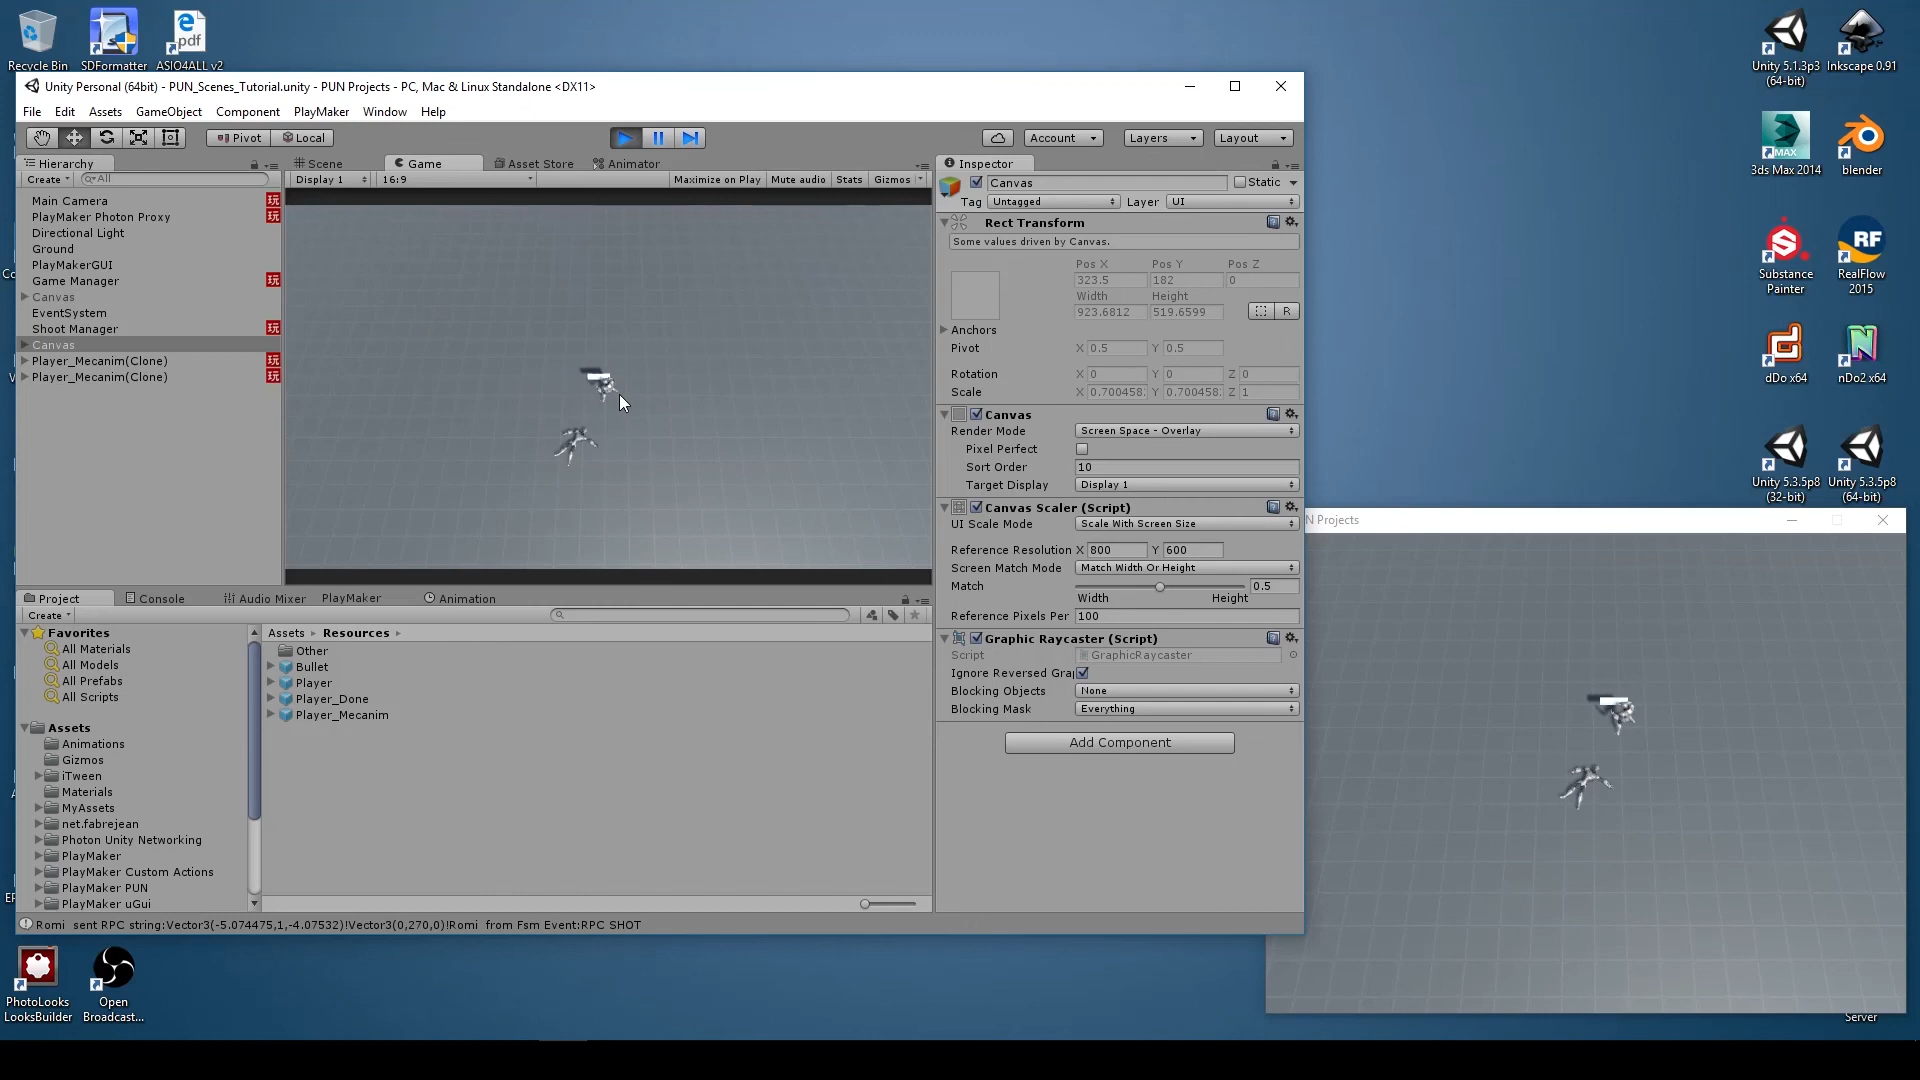 Recycle Bin
SDFormatter
ASIO4ALL v2
Unity 5.1.3p3
(64-bit)
Inkscape 0.91
Unity Personal (64bit) - PUN_Scenes_Tutorial.unity - PUN Projects - PC, Mac & Linux Standalone <DX11>
File Edit Assets GameObject Component PlayMaker Window Help
Pivot Local Account Layers Layout
Hierarchy Scene Game Asset Store Animator Inspector
Create All Display 1 16:9 Maximize on Play Mute audio Stats Gizmos
Canvas Static
Tag Untagged Layer UI
Main Camera
PlayMaker Photon Proxy
Directional Light
Ground
PlayMakerGUI
Game Manager
Canvas
EventSystem
Shoot Manager
Canvas
Player_Mecanim(Clone)
Player_Mecanim(Clone)
Rect Transform
Some values driven by Canvas.
Pos X Pos Y Pos Z
323.5 182 0
Width Height
923.6812 519.6599 R
Anchors
Pivot X 0.5 Y 0.5
Rotation X 0 Y 0 Z 0
Scale X 0.700458 Y 0.700458 Z 1
Canvas
Render Mode Screen Space - Overlay
Pixel Perfect
Sort Order 10
Target Display Display 1
Canvas Scaler (Script)
UI Scale Mode Scale With Screen Size
Reference Resolution X 800 Y 600
Screen Match Mode Match Width Or Height
Match 0.5
Width Height
Reference Pixels Per 100
Graphic Raycaster (Script)
Script GraphicRaycaster
Ignore Reversed Gra
Blocking Objects None
Blocking Mask Everything
Add Component
Project Console Audio Mixer PlayMaker Animation
Create
Favorites
All Materials
All Models
All Prefabs
All Scripts
Assets
Animations
Gizmos
iTween
Materials
MyAssets
net.fabrejean
Photon Unity Networking
PlayMaker
PlayMaker Custom Actions
PlayMaker PUN
PlayMaker uGui
Assets Resources
Other
Bullet
Player
Player_Done
Player_Mecanim
Romi sent RPC string:Vector3(-5.074475,1,-4.07532)!Vector3(0,270,0)!Romi from Fsm Event:RPC SHOT
3ds Max 2014
blender
Substance
Painter
RealFlow
2015
dDo x64
nDo2 x64
Unity 5.3.5p8
(32-bit)
Unity 5.3.5p8
(64-bit)
N Projects
PhotoLooks
LooksBuilder
Open
Broadcast...
Server
pdf
MAX
RF
玩
玩
玩
玩
玩
玩